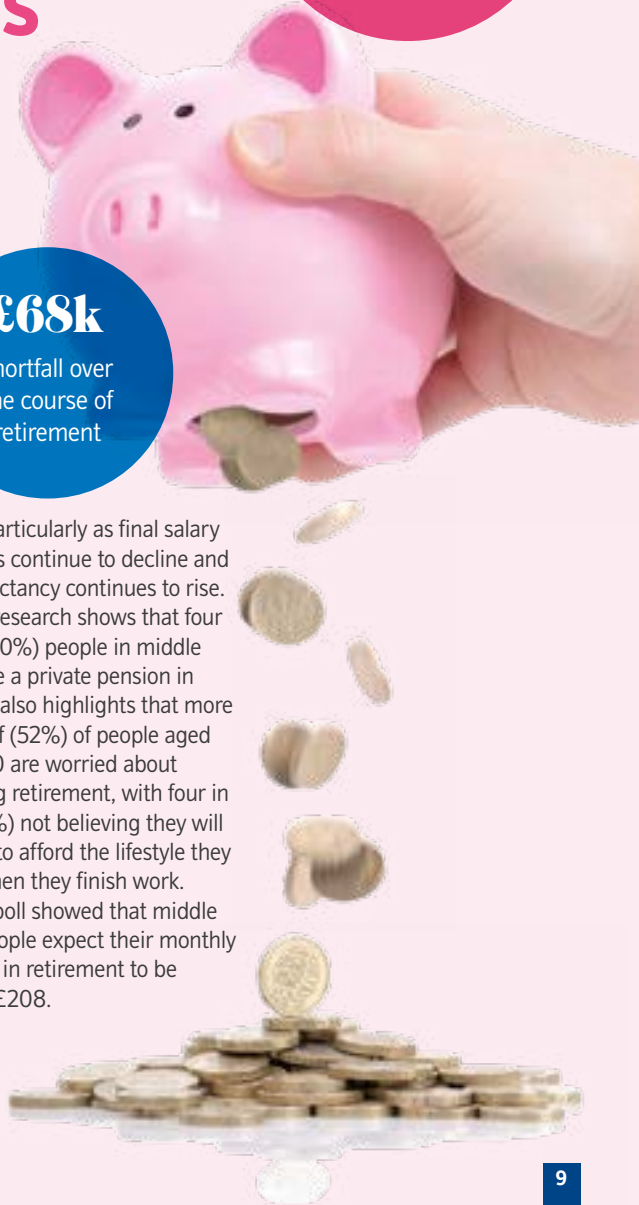 s
£68k
hortfall over
e course of
retirement
articularly as final salary
s continue to decline and
ctancy continues to rise.
research shows that four
0%) people in middle
e a private pension in
also highlights that more
f (52%) of people aged
0 are worried about
g retirement, with four in
%) not believing they will
to afford the lifestyle they
hen they finish work.
poll showed that middle
ople expect their monthly
in retirement to be
£208.
9